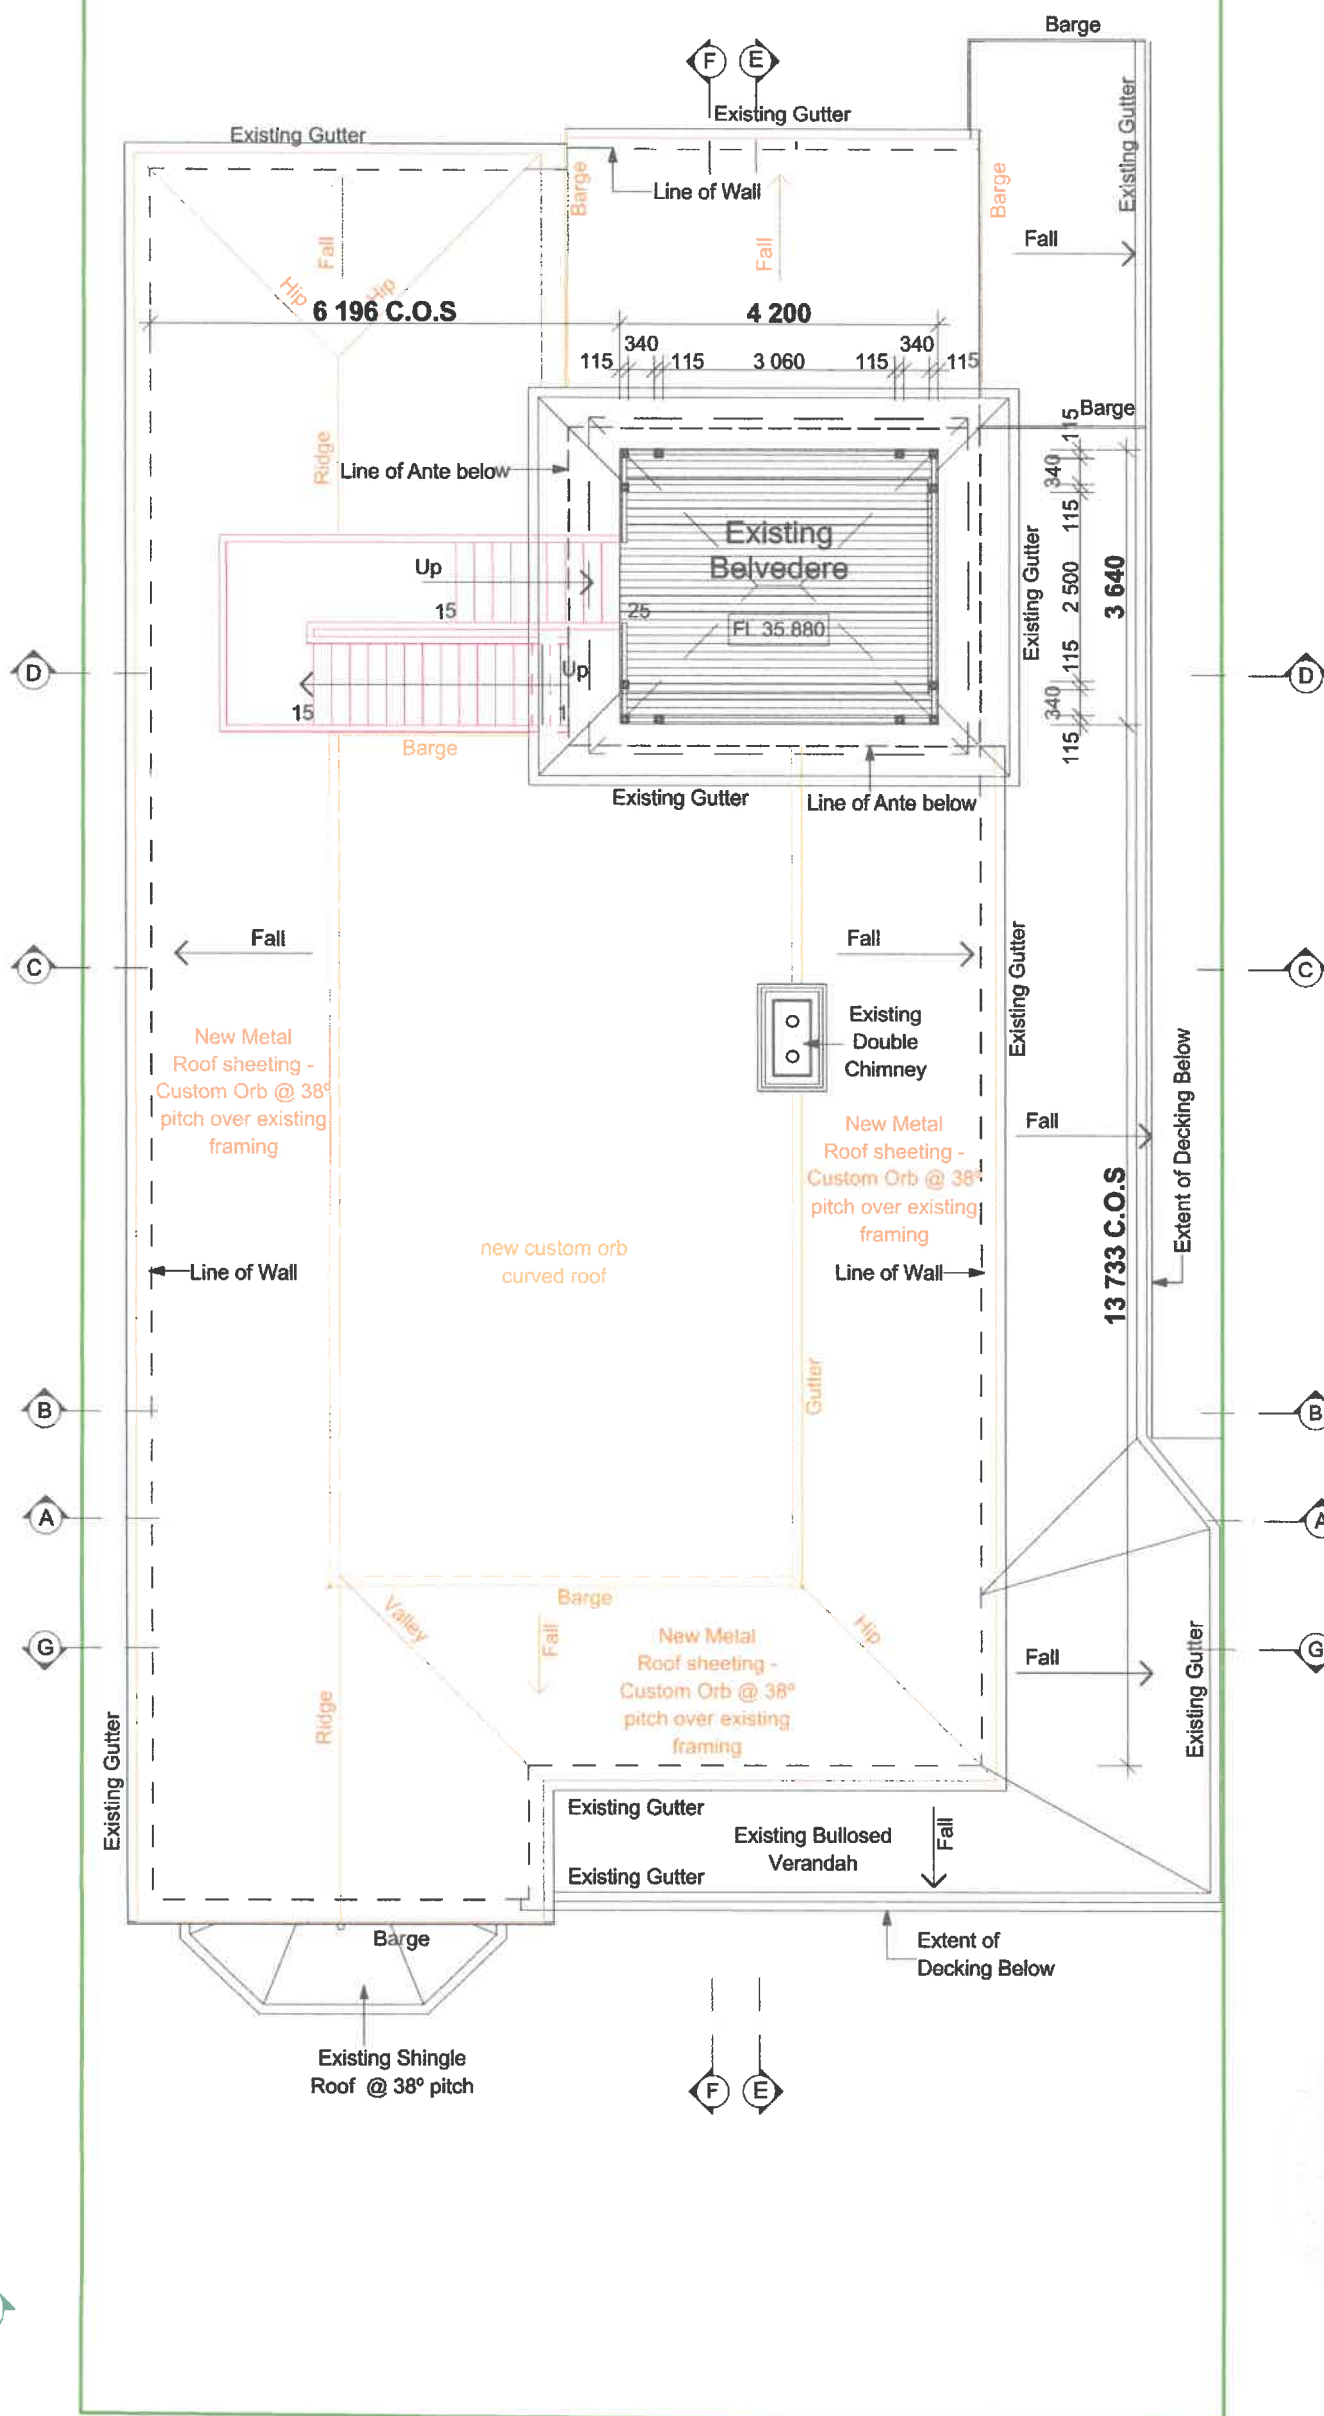 Barge
F E
Existing Gutter
Existing Gutter
Existing Gutter
Line of Wall
Barge
Barge
Fall
Fall
Fall
Hip
Hip
6 196 C.O.S
4 200
340
340
115
115
3 060
115
115
Barge
Ridge
Line of Ante below
115
340
115
2 500
115
340
115
3 640
Existing Gutter
Existing
Belvedere
FL 35.880
Up
15
25
Up
15
1
D
D
Barge
Existing Gutter
Line of Ante below
Fall
Fall
C
C
Existing Gutter
Existing
Double
Chimney
New Metal
Roof sheeting -
Custom Orb @ 38º
pitch over existing
framing
New Metal
Roof sheeting -
Custom Orb @ 38º
pitch over existing
framing
Fall
Extent of Decking Below
13 733 C.O.S
new custom orb
curved roof
Line of Wall
Line of Wall
Gutter
B
B
A
A
Barge
Valley
Fall
New Metal
Roof sheeting -
Custom Orb @ 38º
pitch over existing
framing
Hip
G
G
Fall
Existing Gutter
Ridge
Existing Gutter
Existing Gutter
Existing Bullosed
Verandah
Fall
Existing Gutter
Barge
Extent of
Decking Below
Existing Shingle
Roof @ 38º pitch
F E